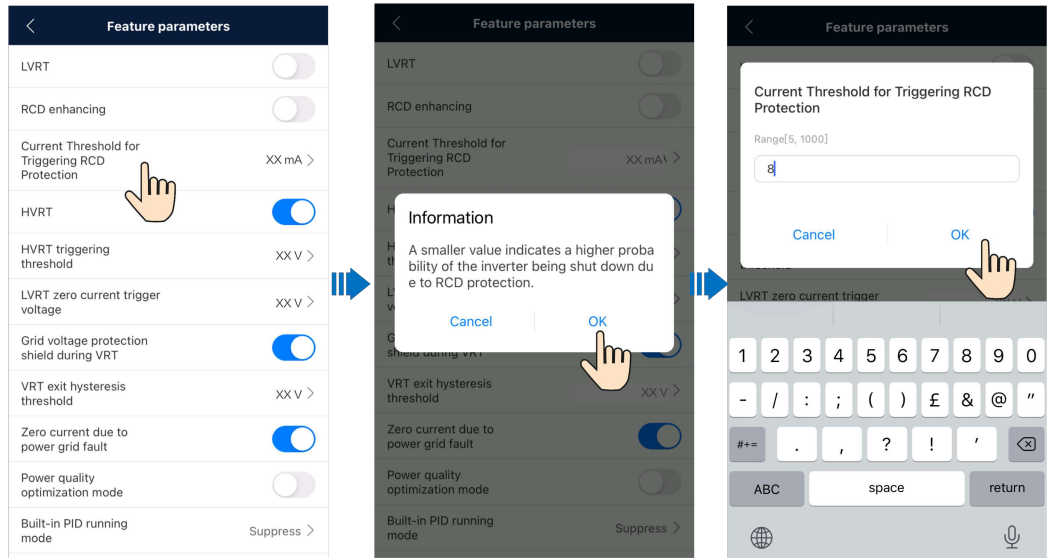 Feature parameters
LVRT
RCD enhancing
Current Threshold for
Triggering RCD
Protection
XX mA
HVRT
HVRT triggering
threshold
XX V
LVRT zero current trigger
voltage
XX V
Grid voltage protection
shield during VRT
VRT exit hysteresis
threshold
XX V
Zero current due to
power grid fault
Power quality
optimization mode
Built-in PID running
mode
Suppress
Feature parameters
LVRT
RCD enhancing
Current Threshold for
Triggering RCD
Protection
XX mA
Information
A smaller value indicates a higher proba
bility of the inverter being shut down du
e to RCD protection.
Cancel
OK
shield during VRT
VRT exit hysteresis
threshold
XX V
Zero current due to
power grid fault
Power quality
optimization mode
Built-in PID running
mode
Suppress
Feature parameters
Current Threshold for Triggering RCD
Protection
Range[5, 1000]
8
Cancel
OK
LVRT zero current trigger
1 2 3 4 5 6 7 8 9 0
- / : ; ( ) £ & @ "
#+= . , ? ! '
ABC space return